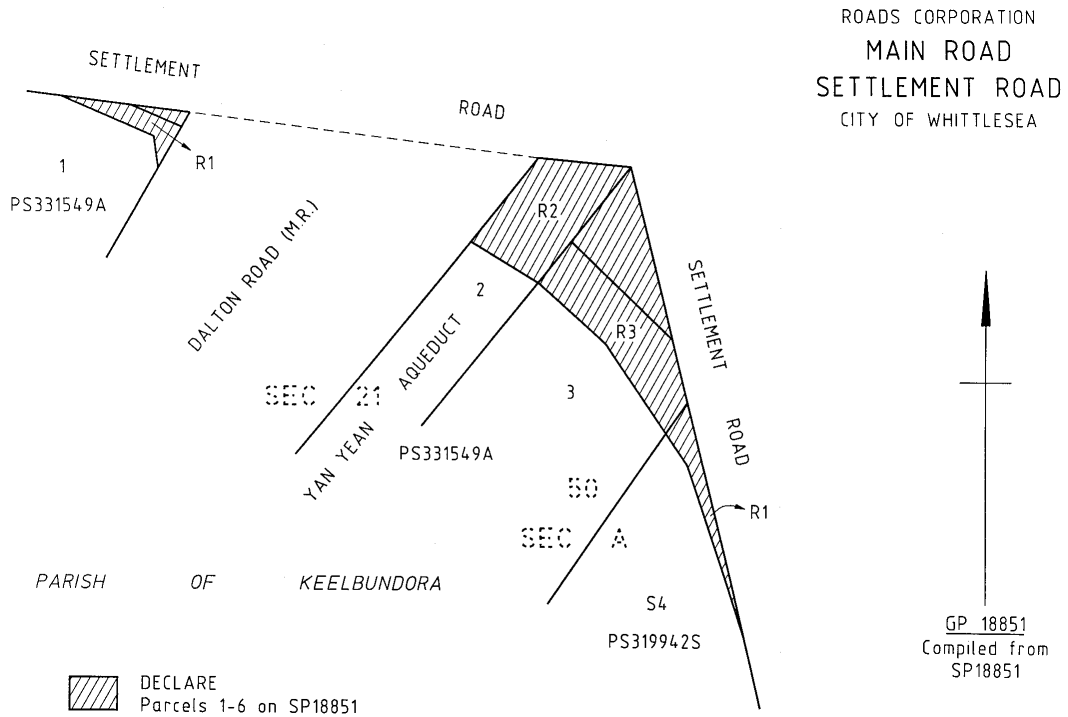 ROADS CORPORATION
MAIN ROAD
SETTLEMENT ROAD
CITY OF WHITTLESEA
SETTLEMENT
ROAD
R1
1
PS331549A
DALTON ROAD (M.R.)
R2
2
SETTLEMENT
ROAD
R3
3
SEC 21
YAN YEAN AQUEDUCT
PS331549A
50
SEC A
R1
PARISH OF KEELBUNDORA
S4
PS319942S
GP 18851
Compiled from
SP18851
DECLARE
Parcels 1-6 on SP18851